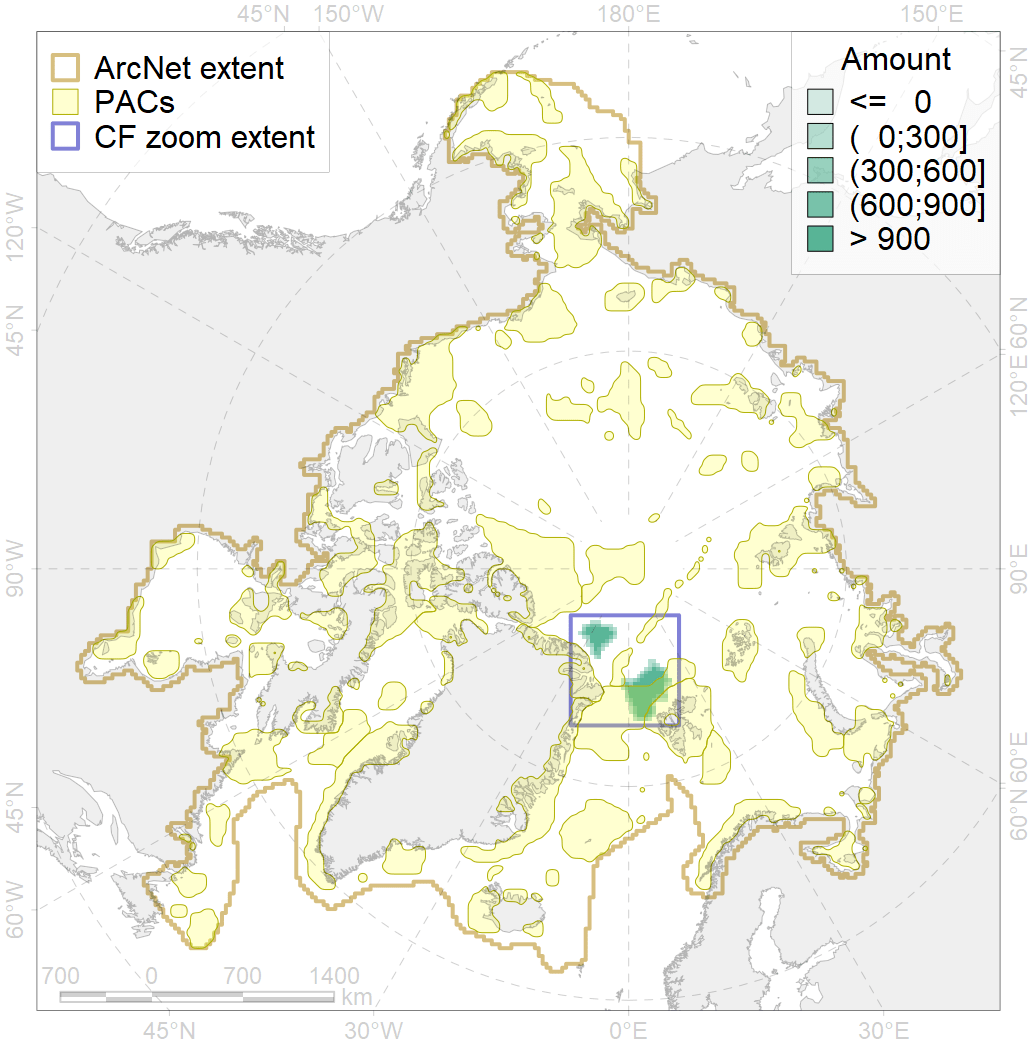 45°N 150°W 180°E 150°E
ArcNet extent
PACs
CF zoom extent
Amount
<= 0
( 0;300]
(300;600]
(600;900]
> 900
45°N
120°W
60°N
45°N
120°E
90°W
90°E
60°E
45°N
60°N
60°W
700 0 700 1400
km
45°N 30°W 0°E 30°E